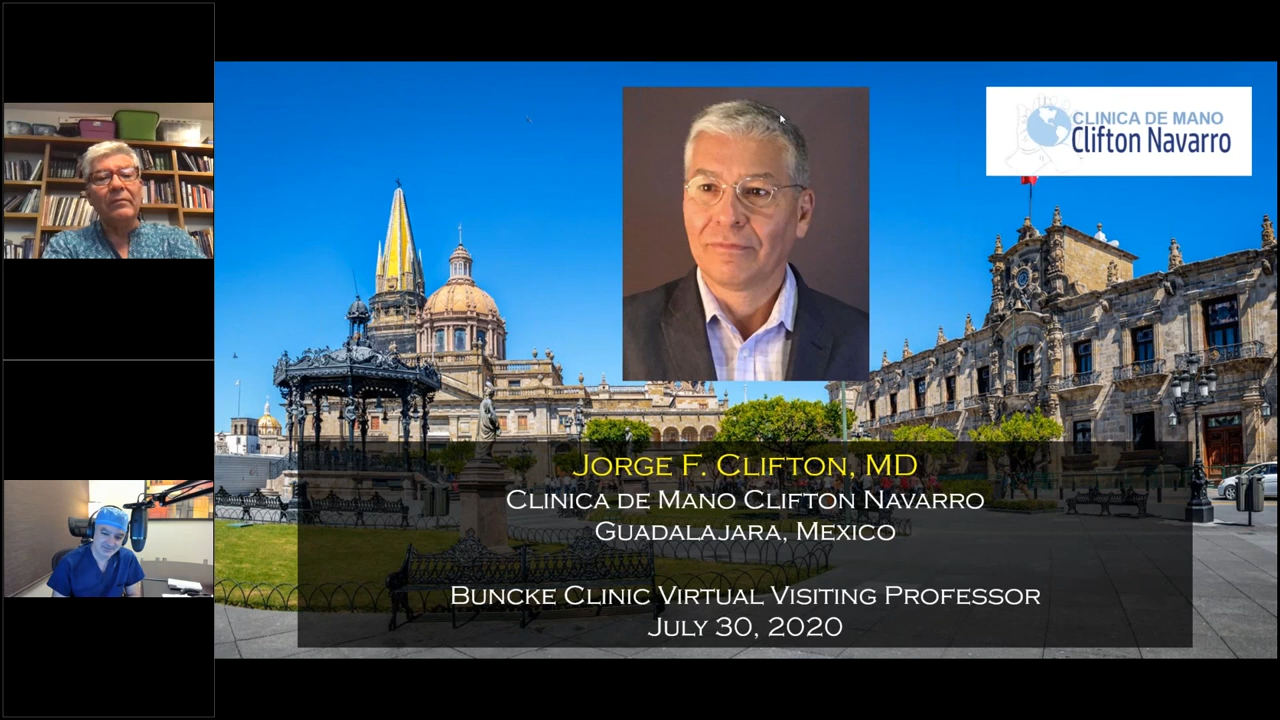 CLINICA DE MANO
Clifton Navarro
JORGE F. CLIFTON, MD
CLINICA DE MANO CLIFTON NAVARRO
GUADALAJARA, MEXICO
BUNCKE CLINIC VIRTUAL VISITING PROFESSOR
JULY 30, 2020